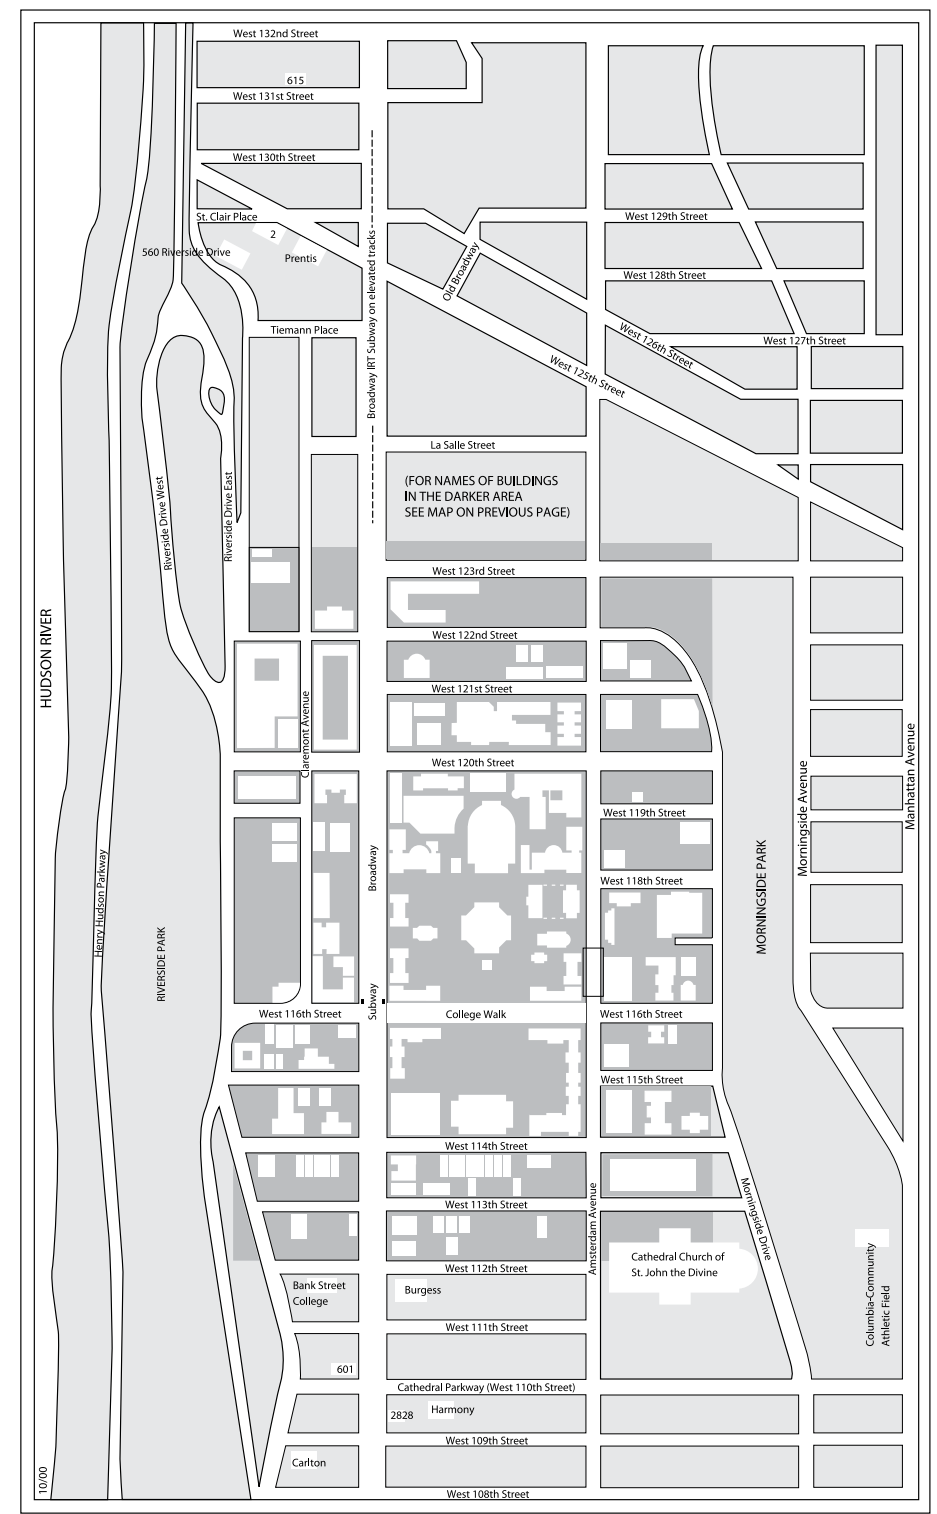 West 132nd Street
615
West 131st Street
West 130th Street
St. Clair Place
West 129th Street
2
560 Riverside Drive
Prentis
Old Broadway
West 128th Street
Broadway IRT Subway on elevated tracks
Tiemann Place
West 126th Street
West 127th Street
West 125th Street
La Salle Street
(FOR NAMES OF BUILDINGS
IN THE DARKER AREA
SEE MAP ON PREVIOUS PAGE)
Riverside Drive West
Riverside Drive East
West 123rd Street
HUDSON RIVER
West 122nd Street
West 121st Street
Claremont Avenue
West 120th Street
Manhattan Avenue
Morningside Avenue
West 119th Street
Broadway
West 118th Street
Henry Hudson Parkway
MORNINGSIDE PARK
RIVERSIDE PARK
Subway
West 116th Street
College Walk
West 116th Street
West 115th Street
West 114th Street
West 113th Street
Amsterdam Avenue
Morningside Drive
West 112th Street
Cathedral Church of
St. John the Divine
Columbia-Community
Athletic Field
Bank Street
College
Burgess
West 111th Street
601
Cathedral Parkway (West 110th Street)
2828
Harmony
West 109th Street
Carlton
10/00
West 108th Street